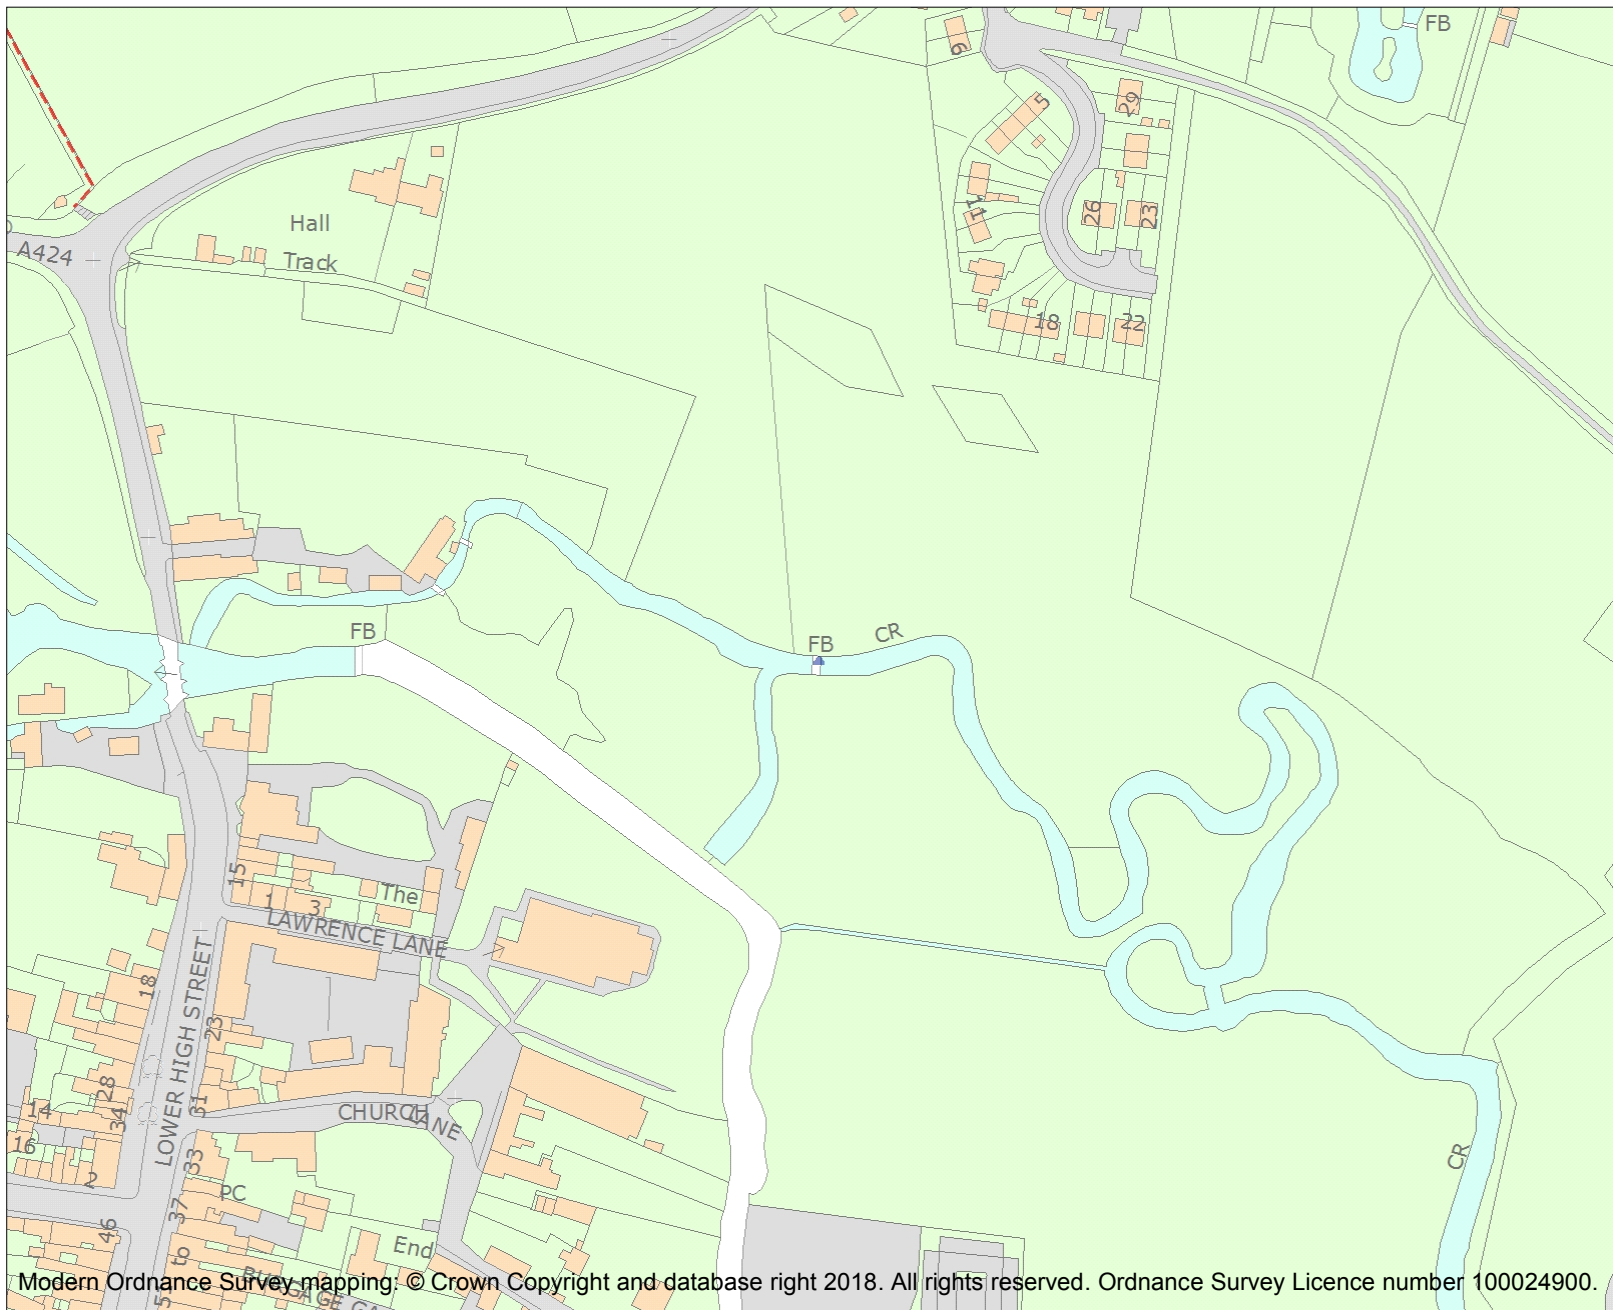 FB
6
5
29
11
26
23
Hall
A424
Track
18
22
FB
FB
CR
15
The
1
3
LAWRENCE LANE
18
LOWER HIGH STREET
23
28
31
14
34
CHURCH LANE
16
33
CR
2
PC
37
46
to
End
Modern Ordnance Survey mapping: © Crown Copyright and database right 2018. All rights reserved. Ordnance Survey Licence number 100024900.